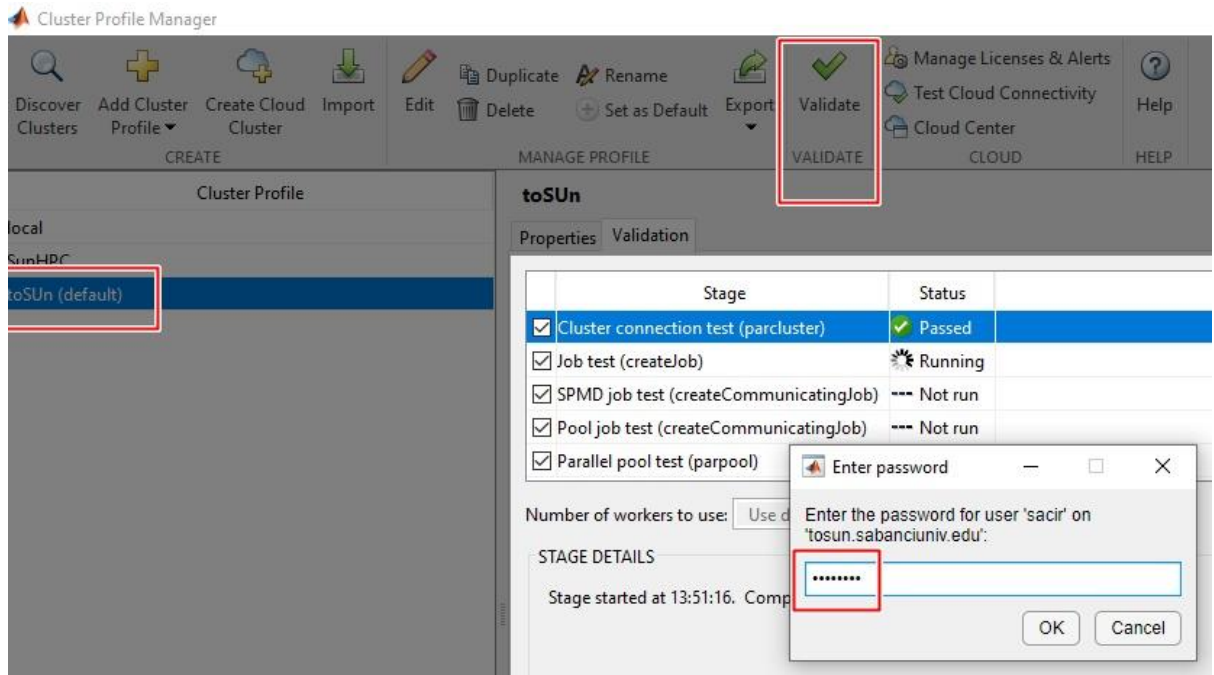 Cluster Profile Manager
Discover Clusters
Add Cluster Profile
Create Cloud Cluster
Import
Edit
Duplicate
Delete
Rename
Set as Default
Export
Validate
Manage Licenses & Alerts
Test Cloud Connectivity
Cloud Center
Help
CREATE
MANAGE PROFILE
VALIDATE
CLOUD
HELP
Cluster Profile
local
SunHPC
toSUn (default)
toSUn
Properties Validation
Stage Status
Cluster connection test (parcluster) Passed
Job test (createJob) Running
SPMD job test (createCommunicatingJob) --- Not run
Pool job test (createCommunicatingJob) --- Not run
Parallel pool test (parpool)
Number of workers to use: Use d
STAGE DETAILS
Stage started at 13:51:16. Comp
Enter password
Enter the password for user 'sacir' on
'tosun.sabanciuniv.edu':
••••••••
OK Cancel